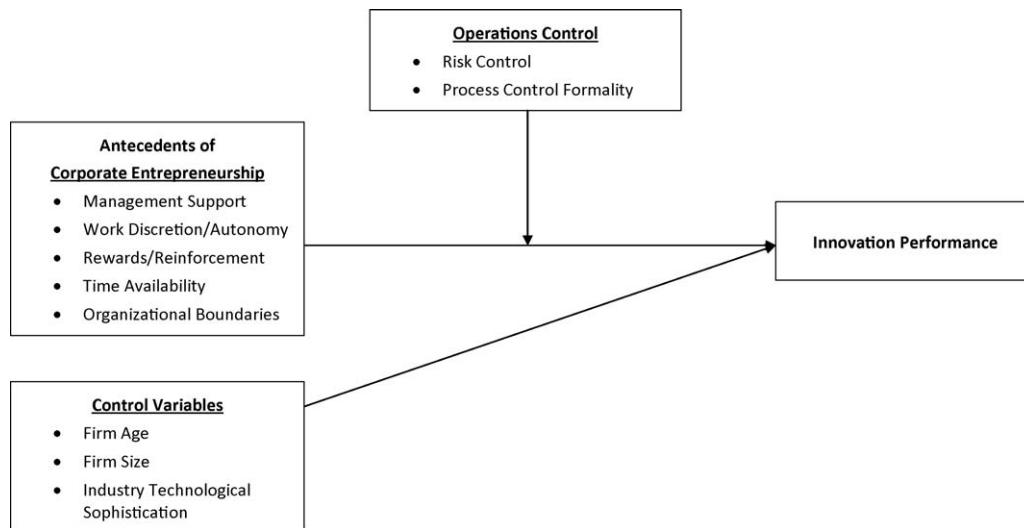 Operations Control
• Risk Control
• Process Control Formality
Antecedents of
Corporate Entrepreneurship
• Management Support
• Work Discretion/Autonomy
• Rewards/Reinforcement
• Time Availability
• Organizational Boundaries
Innovation Performance
Control Variables
• Firm Age
• Firm Size
• Industry Technological
Sophistication